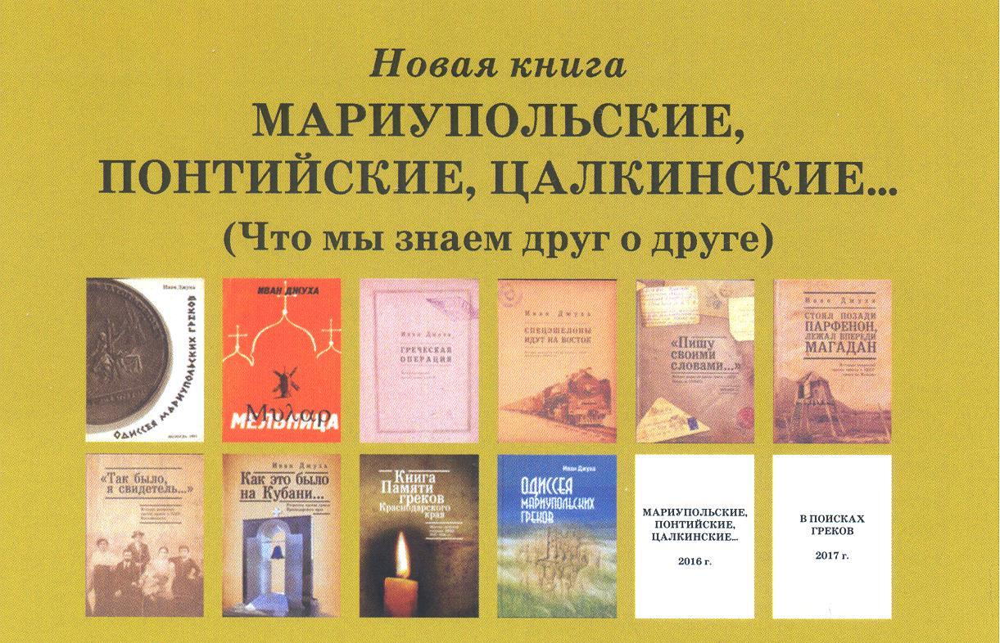 Новая книга
МАРИУПОЛЬСКИЕ,
ПОНТИЙСКИЕ, ЦАЛКИНСКИЕ...
(Что мы знаем друг о друге)
Иван Джуха
ОДИССЕЯ МАРИУПОЛЬСКИХ ГРЕКОВ
ИВАН ДЖУХА
Мυλαρ
МЕЛЬНИЦА
Иван Джуха
ГРЕЧЕСКАЯ
ОПЕРАЦИЯ
Иван Джуха
СПЕЦЭШЕЛОНЫ
ИДУТ НА ВОСТОК
«Пишу
своими
словами...»
Иван Джуха
СТОЯЛ ПОЗАДИ
ПАРФЕНОН,
ЛЕЖАЛ ВПЕРЕДИ
МАГАДАН
«Так было,
я свидетель...»
Иван Джуха
Как это было
на Кубани...
Книга
Памяти
греков
Краснодарского
края
Иван Джуха
ОДИССЕЯ
МАРИУПОЛЬСКИХ
ГРЕКОВ
МАРИУПОЛЬСКИЕ,
ПОНТИЙСКИЕ,
ЦАЛКИНСКИЕ...
2016 г.
В ПОИСКАХ
ГРЕКОВ
2017 г.